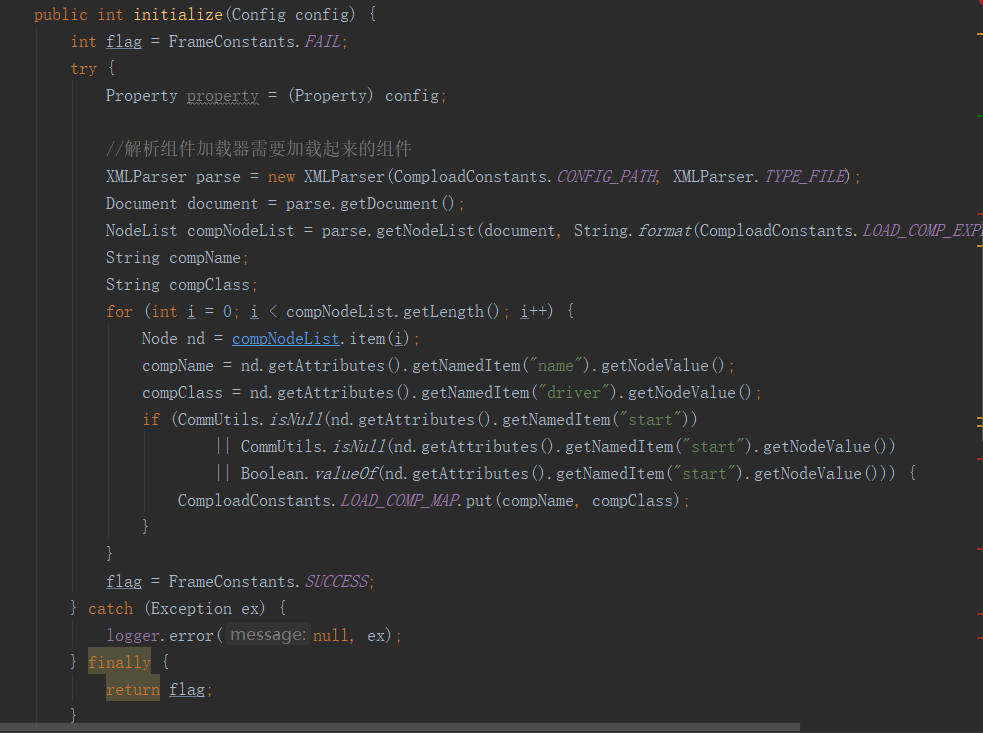 public int initialize(Config config) {
int flag = FrameConstants.FAIL;
try {
Property property = (Property) config;
//解析组件加载器需要加载起来的组件
XMLParser parse = new XMLParser(ComploadConstants.CONFIG_PATH, XMLParser.TYPE_FILE);
Document document = parse.getDocument();
NodeList compNodeList = parse.getNodeList(document, String.format(ComploadConstants.LOAD_COMP_EXP
String compName;
String compClass;
for (int i = 0; i < compNodeList.getLength(); i++) {
Node nd = compNodeList.item(i);
compName = nd.getAttributes().getNamedItem("name").getNodeValue();
compClass = nd.getAttributes().getNamedItem("driver").getNodeValue();
if (CommUtils.isNull(nd.getAttributes().getNamedItem("start"))
|| CommUtils.isNull(nd.getAttributes().getNamedItem("start").getNodeValue())
|| Boolean.valueOf(nd.getAttributes().getNamedItem("start").getNodeValue())) {
ComploadConstants.LOAD_COMP_MAP.put(compName, compClass);
}
}
flag = FrameConstants.SUCCESS;
} catch (Exception ex) {
logger.error( message: null, ex);
} finally {
return flag;
}